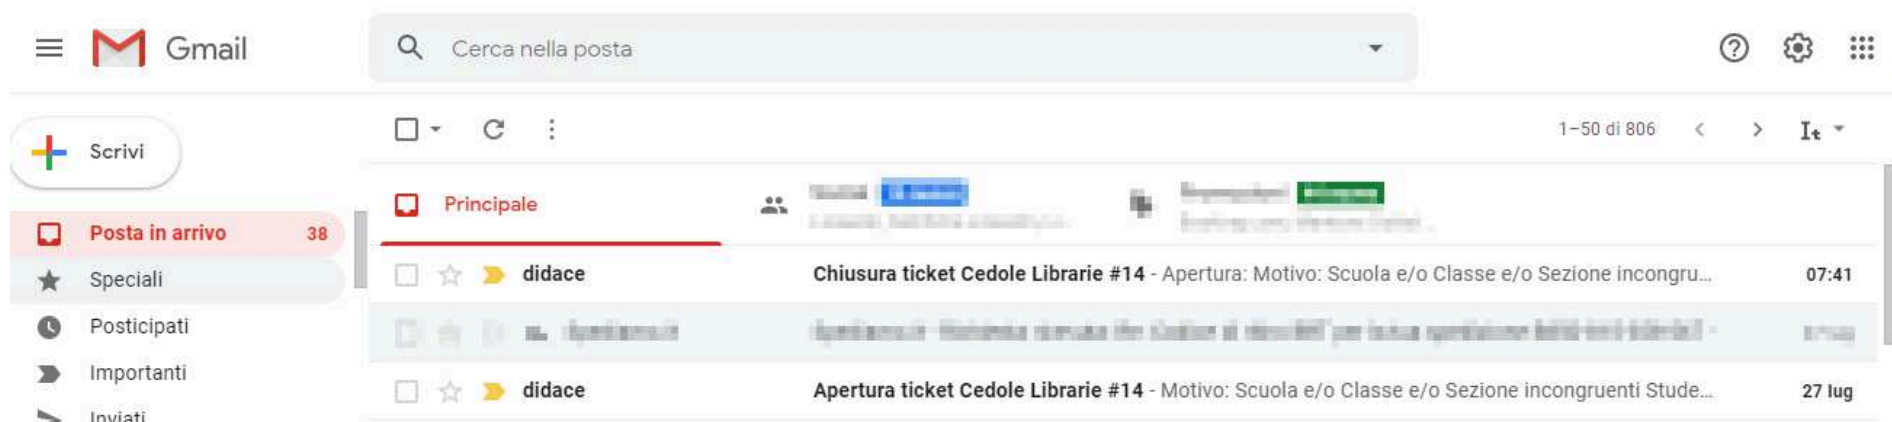 Gmail
Cerca nella posta
1–50 di 806
Scrivi
Principale
Posta in arrivo 38
Speciali
Posticipati
Importanti
Inviati
didace Chiusura ticket Cedole Librarie #14 - Apertura: Motivo: Scuola e/o Classe e/o Sezione incongru... 07:41
didace Apertura ticket Cedole Librarie #14 - Motivo: Scuola e/o Classe e/o Sezione incongruenti Stude... 27 lug